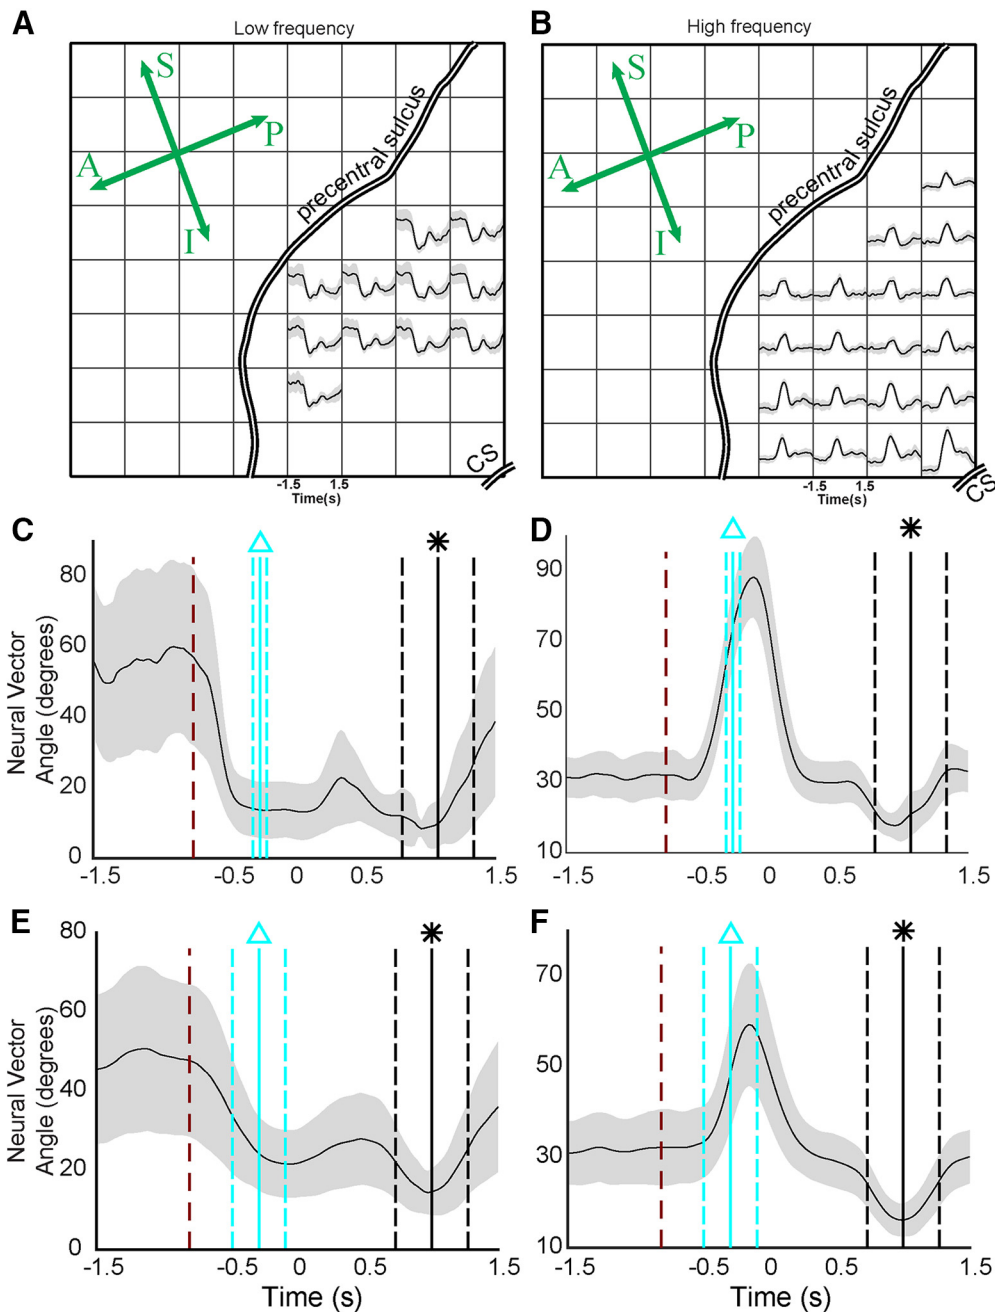 A
Low frequency
B
High frequency
S
P
A
I
precentral sulcus
S
P
A
I
precentral sulcus
CS
CS
-1.5 1.5
Time(s)
-1.5 1.5
Time(s)
C
80
60
40
20
0
Neural Vector
Angle (degrees)
-1.5 -0.5 0 0.5 1.5
D
90
70
50
30
10
-1.5 -0.5 0 0.5 1.5
E
80
60
40
20
0
Neural Vector
Angle (degrees)
-1.5 -0.5 0 0.5 1.5
Time (s)
F
70
50
30
10
-1.5 -0.5 0 0.5 1.5
Time (s)